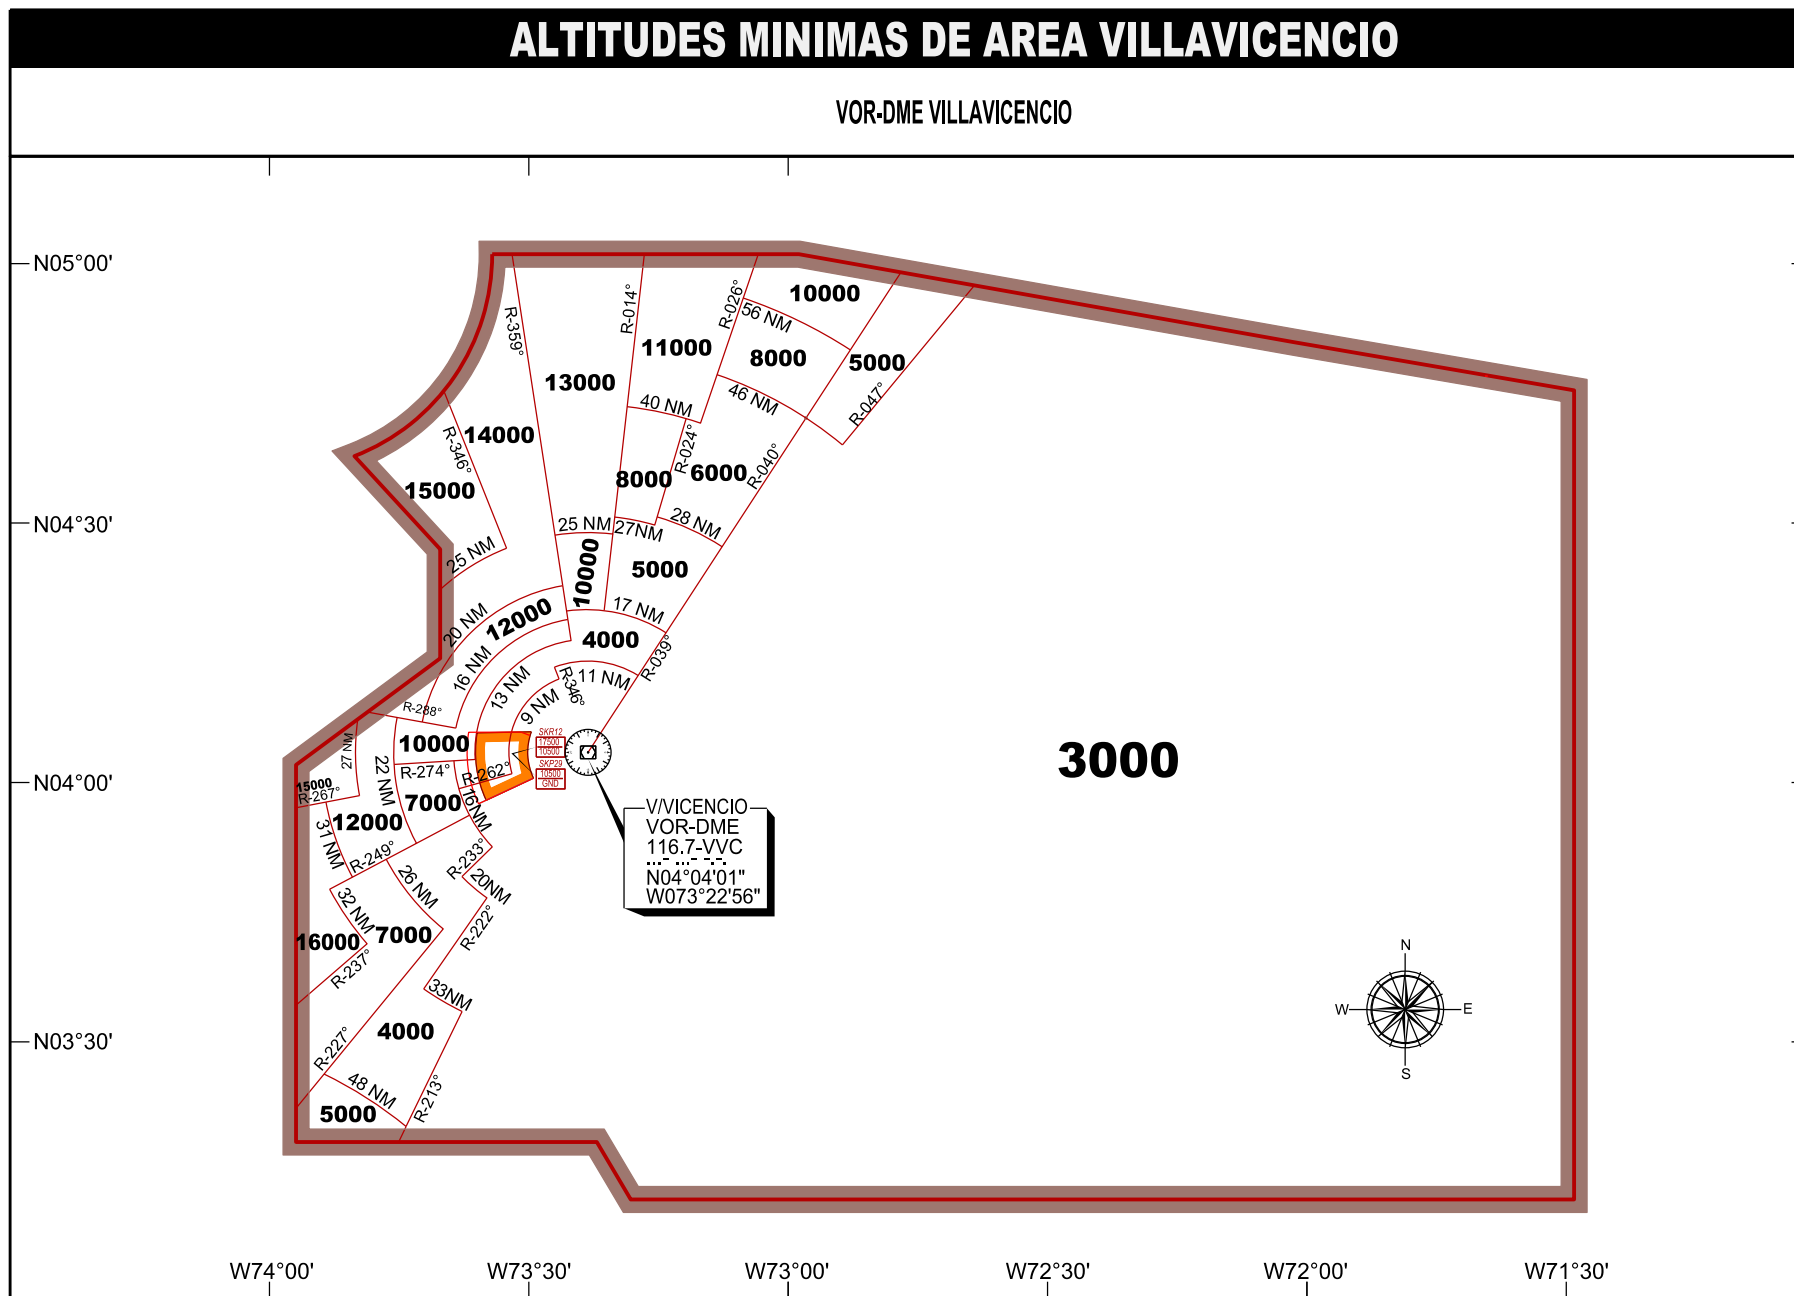 ALTITUDES MINIMAS DE AREA VILLAVICENCIO
VOR-DME VILLAVICENCIO
N05°00'
N04°30'
N04°00'
N03°30'
R-359°
R-014°
R-026°
10000
56 NM
11000
8000
5000
13000
46 NM
R-047°
40 NM
14000
R-346°
R-024°
R-040°
6000
15000
8000
25 NM
27NM
28 NM
25 NM
10000
5000
20 NM
12000
17 NM
4000
R-039°
16 NM
13 NM
R-346°
11 NM
9 NM
R-288°
27 NM
10000
SKR12
17500
10500
SKP29
10500
GND
22 NM
R-274°
R-262°
15000
R-267°
7000
16NM
12000
31 NM
R-249°
R-233°
26 NM
20NM
32 NM
R-222°
16000
7000
R-237°
33NM
4000
R-227°
48 NM
R-213°
5000
3000
V/VICENCIO
VOR-DME
116.7-VVC
N04°04'01"
W073°22'56"
N
W
E
S
W74°00'
W73°30'
W73°00'
W72°30'
W72°00'
W71°30'